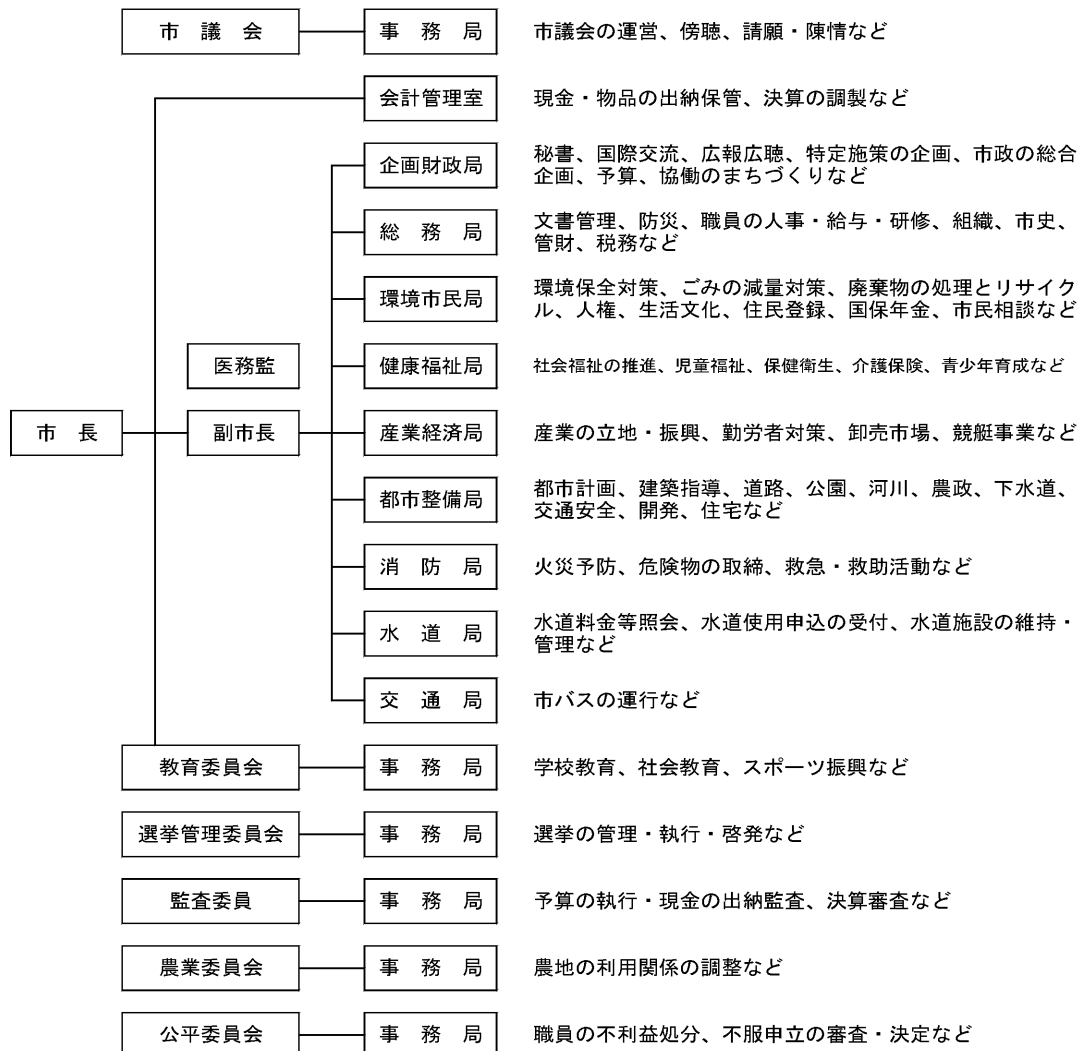 市議会 事務局 市議会の運営、傍聴、請願・陳情など
会計管理室 現金・物品の出納保管、決算の調製など
企画財政局 秘書、国際交流、広報広聴、特定施策の企画、市政の総合
企画、予算、協働のまちづくりなど
総務局 文書管理、防災、職員の人事・給与・研修、組織、市史、
管財、税務など
環境市民局 環境保全対策、ごみの減量対策、廃棄物の処理とリサイク
ル、人権、生活文化、住民登録、国保年金、市民相談など
医務監 健康福祉局 社会福祉の推進、児童福祉、保健衛生、介護保険、青少年育成など
市長 副市長 産業経済局 産業の立地・振興、勤労者対策、卸売市場、競艇事業など
都市整備局 都市計画、建築指導、道路、公園、河川、農政、下水道、
交通安全、開発、住宅など
消防局 火災予防、危険物の取締、救急・救助活動など
水道局 水道料金等照会、水道使用申込の受付、水道施設の維持・
管理など
交通局 市バスの運行など
教育委員会 事務局 学校教育、社会教育、スポーツ振興など
選挙管理委員会 事務局 選挙の管理・執行・啓発など
監査委員 事務局 予算の執行・現金の出納監査、決算審査など
農業委員会 事務局 農地の利用関係の調整など
公平委員会 事務局 職員の不利益処分、不服申立の審査・決定など